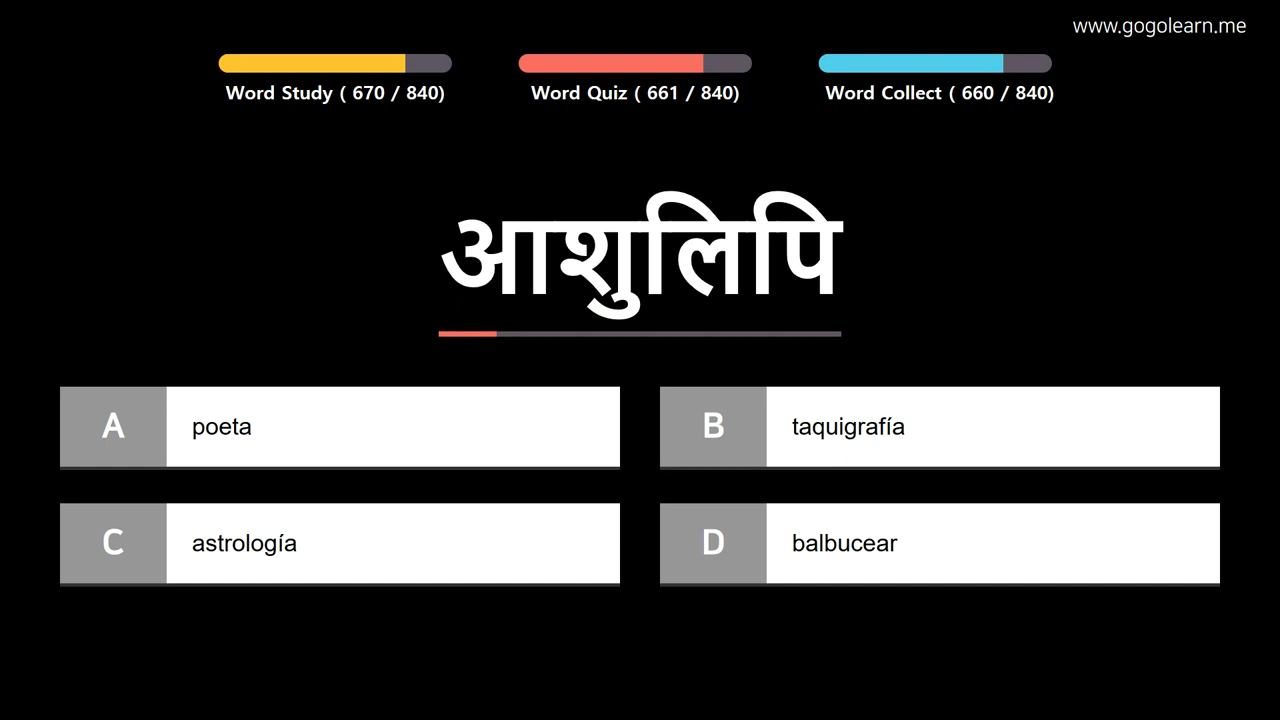 www.gogolearn.me
Word Study ( 670 / 840)
Word Quiz ( 661 / 840)
Word Collect ( 660 / 840)
आशुलिपि
A poeta
B taquigrafía
C astrología
D balbucear